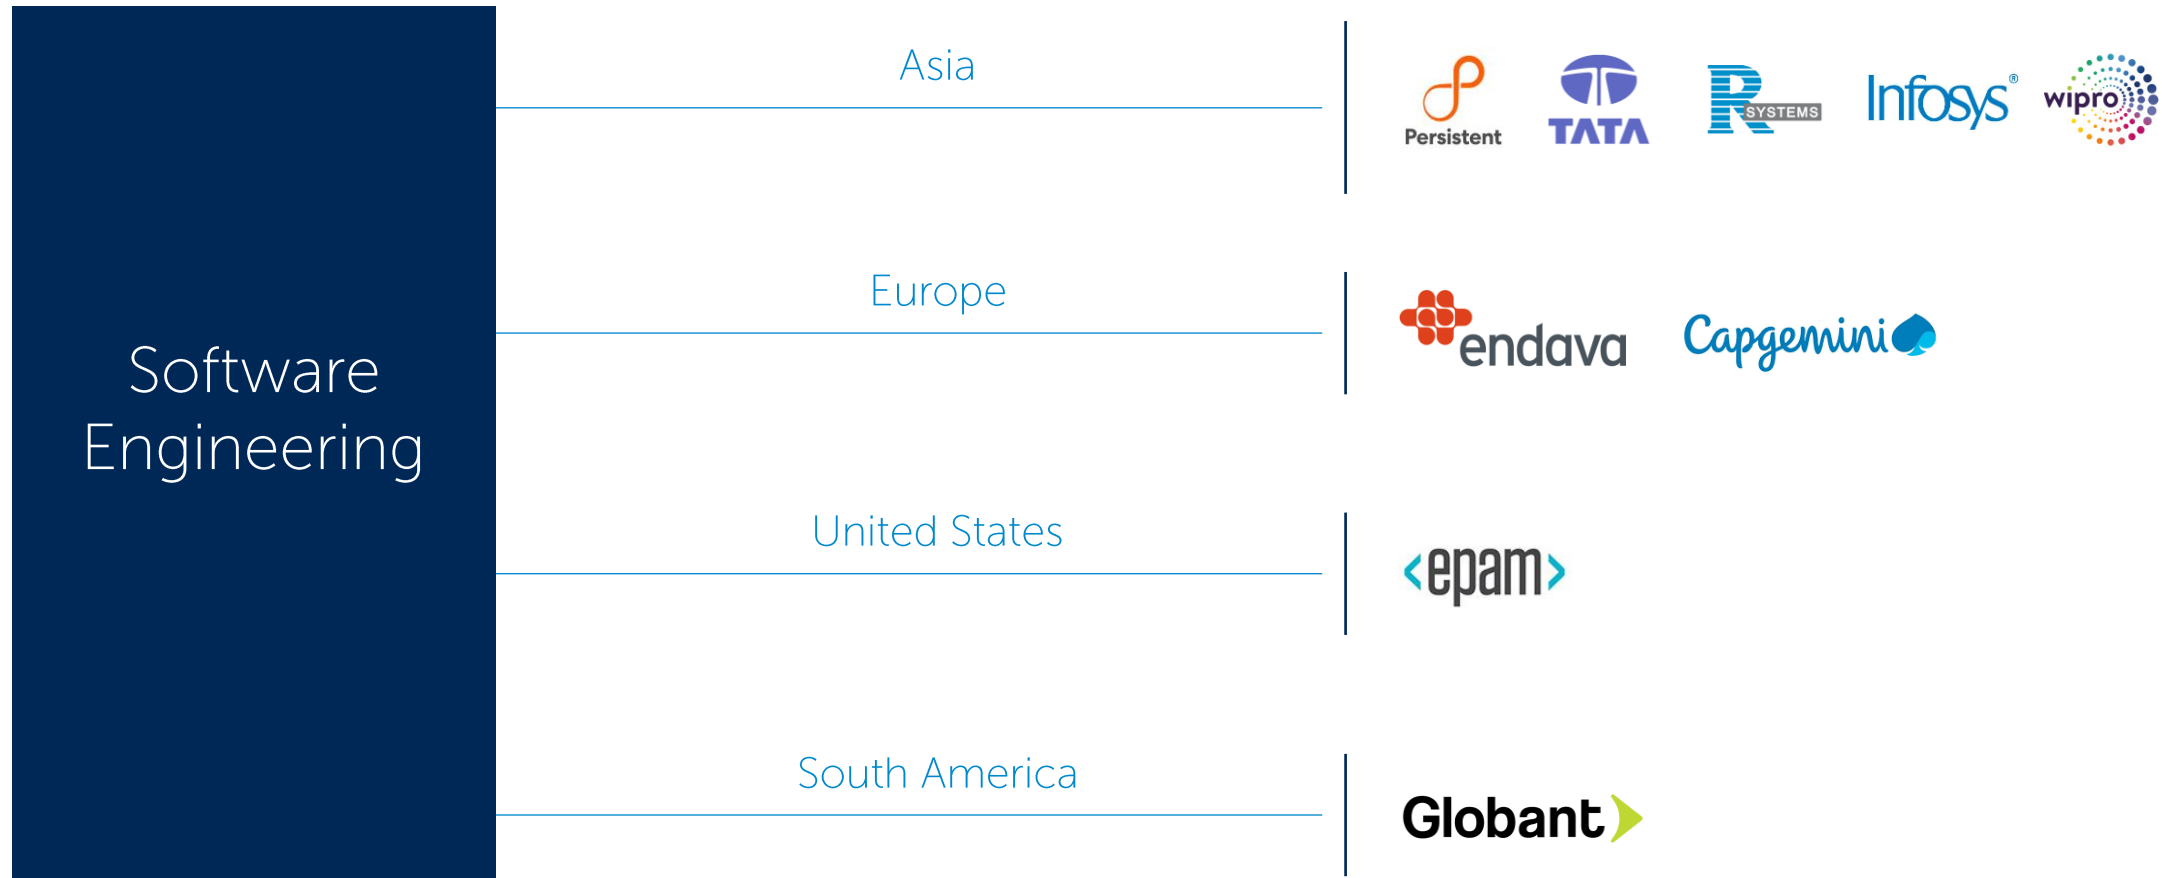 Software
Engineering
Asia
Persistent
TATA
R SYSTEMS
Infosys®
wipro
Europe
endava
Capgemini
United States
<epam>
South America
Globant